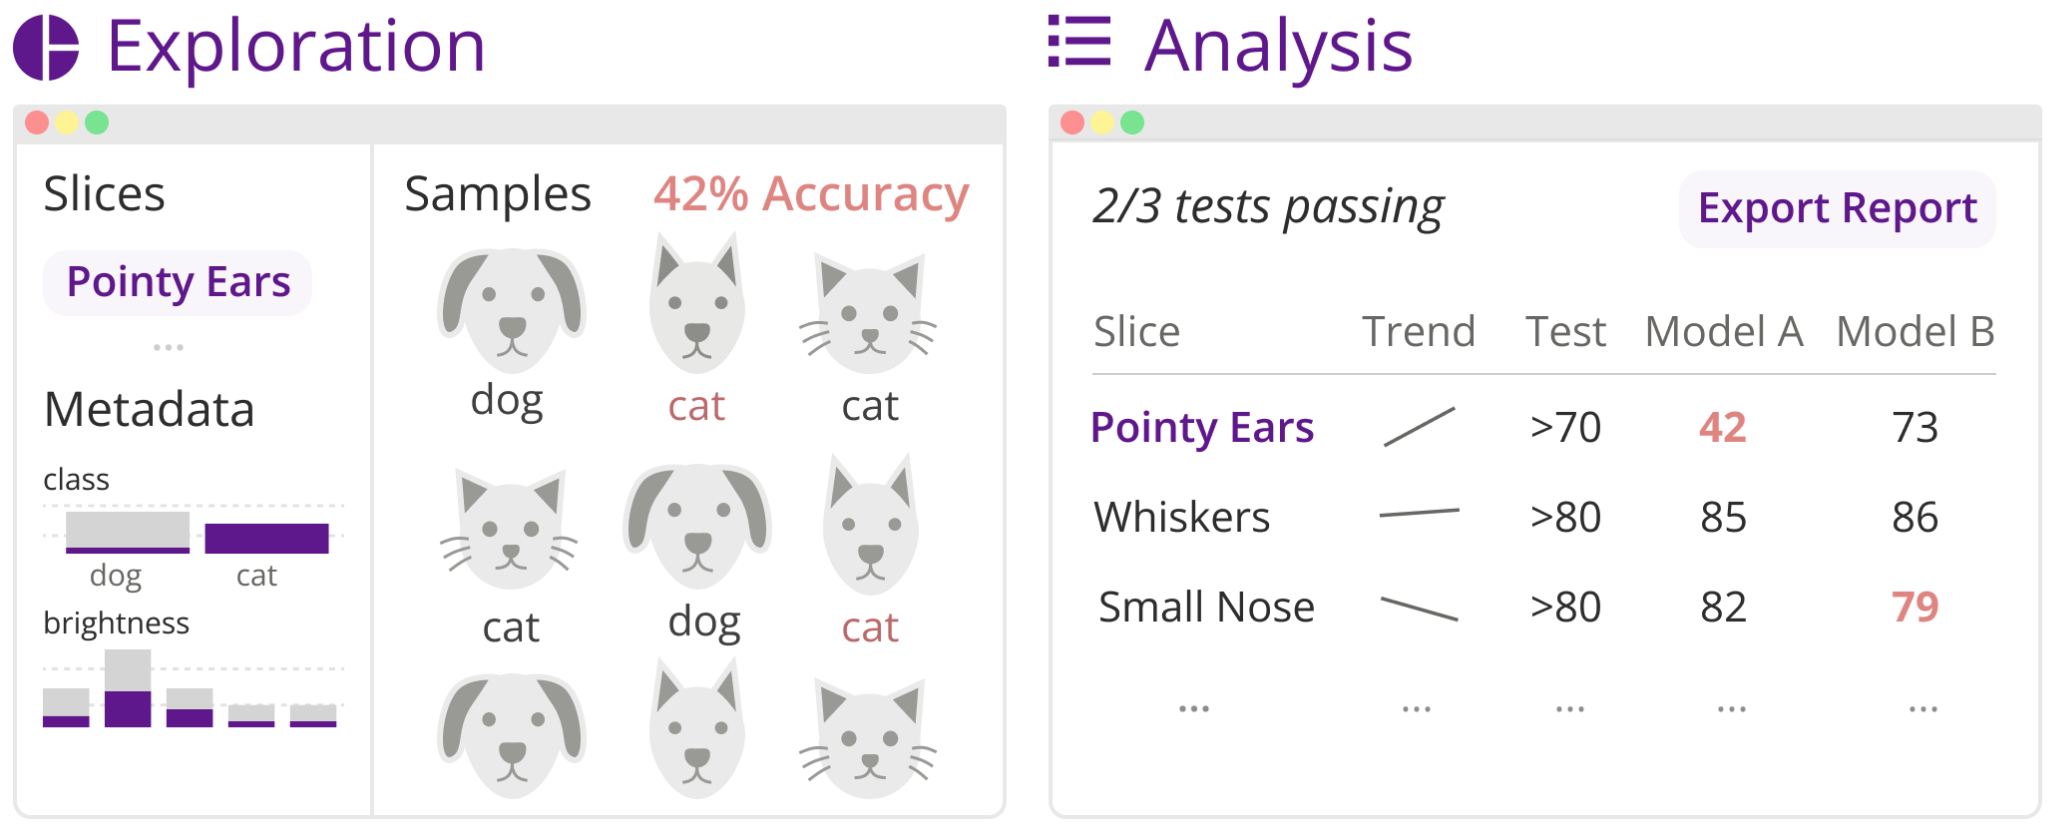 Exploration
Slices
Pointy Ears
...
Metadata
class
dog cat
brightness
Samples 42% Accuracy
dog cat cat
cat dog cat
Analysis
2/3 tests passing Export Report
Slice Trend Test Model A Model B
Pointy Ears >70 42 73
Whiskers >80 85 86
Small Nose >80 82 79
... ... ... ... ...